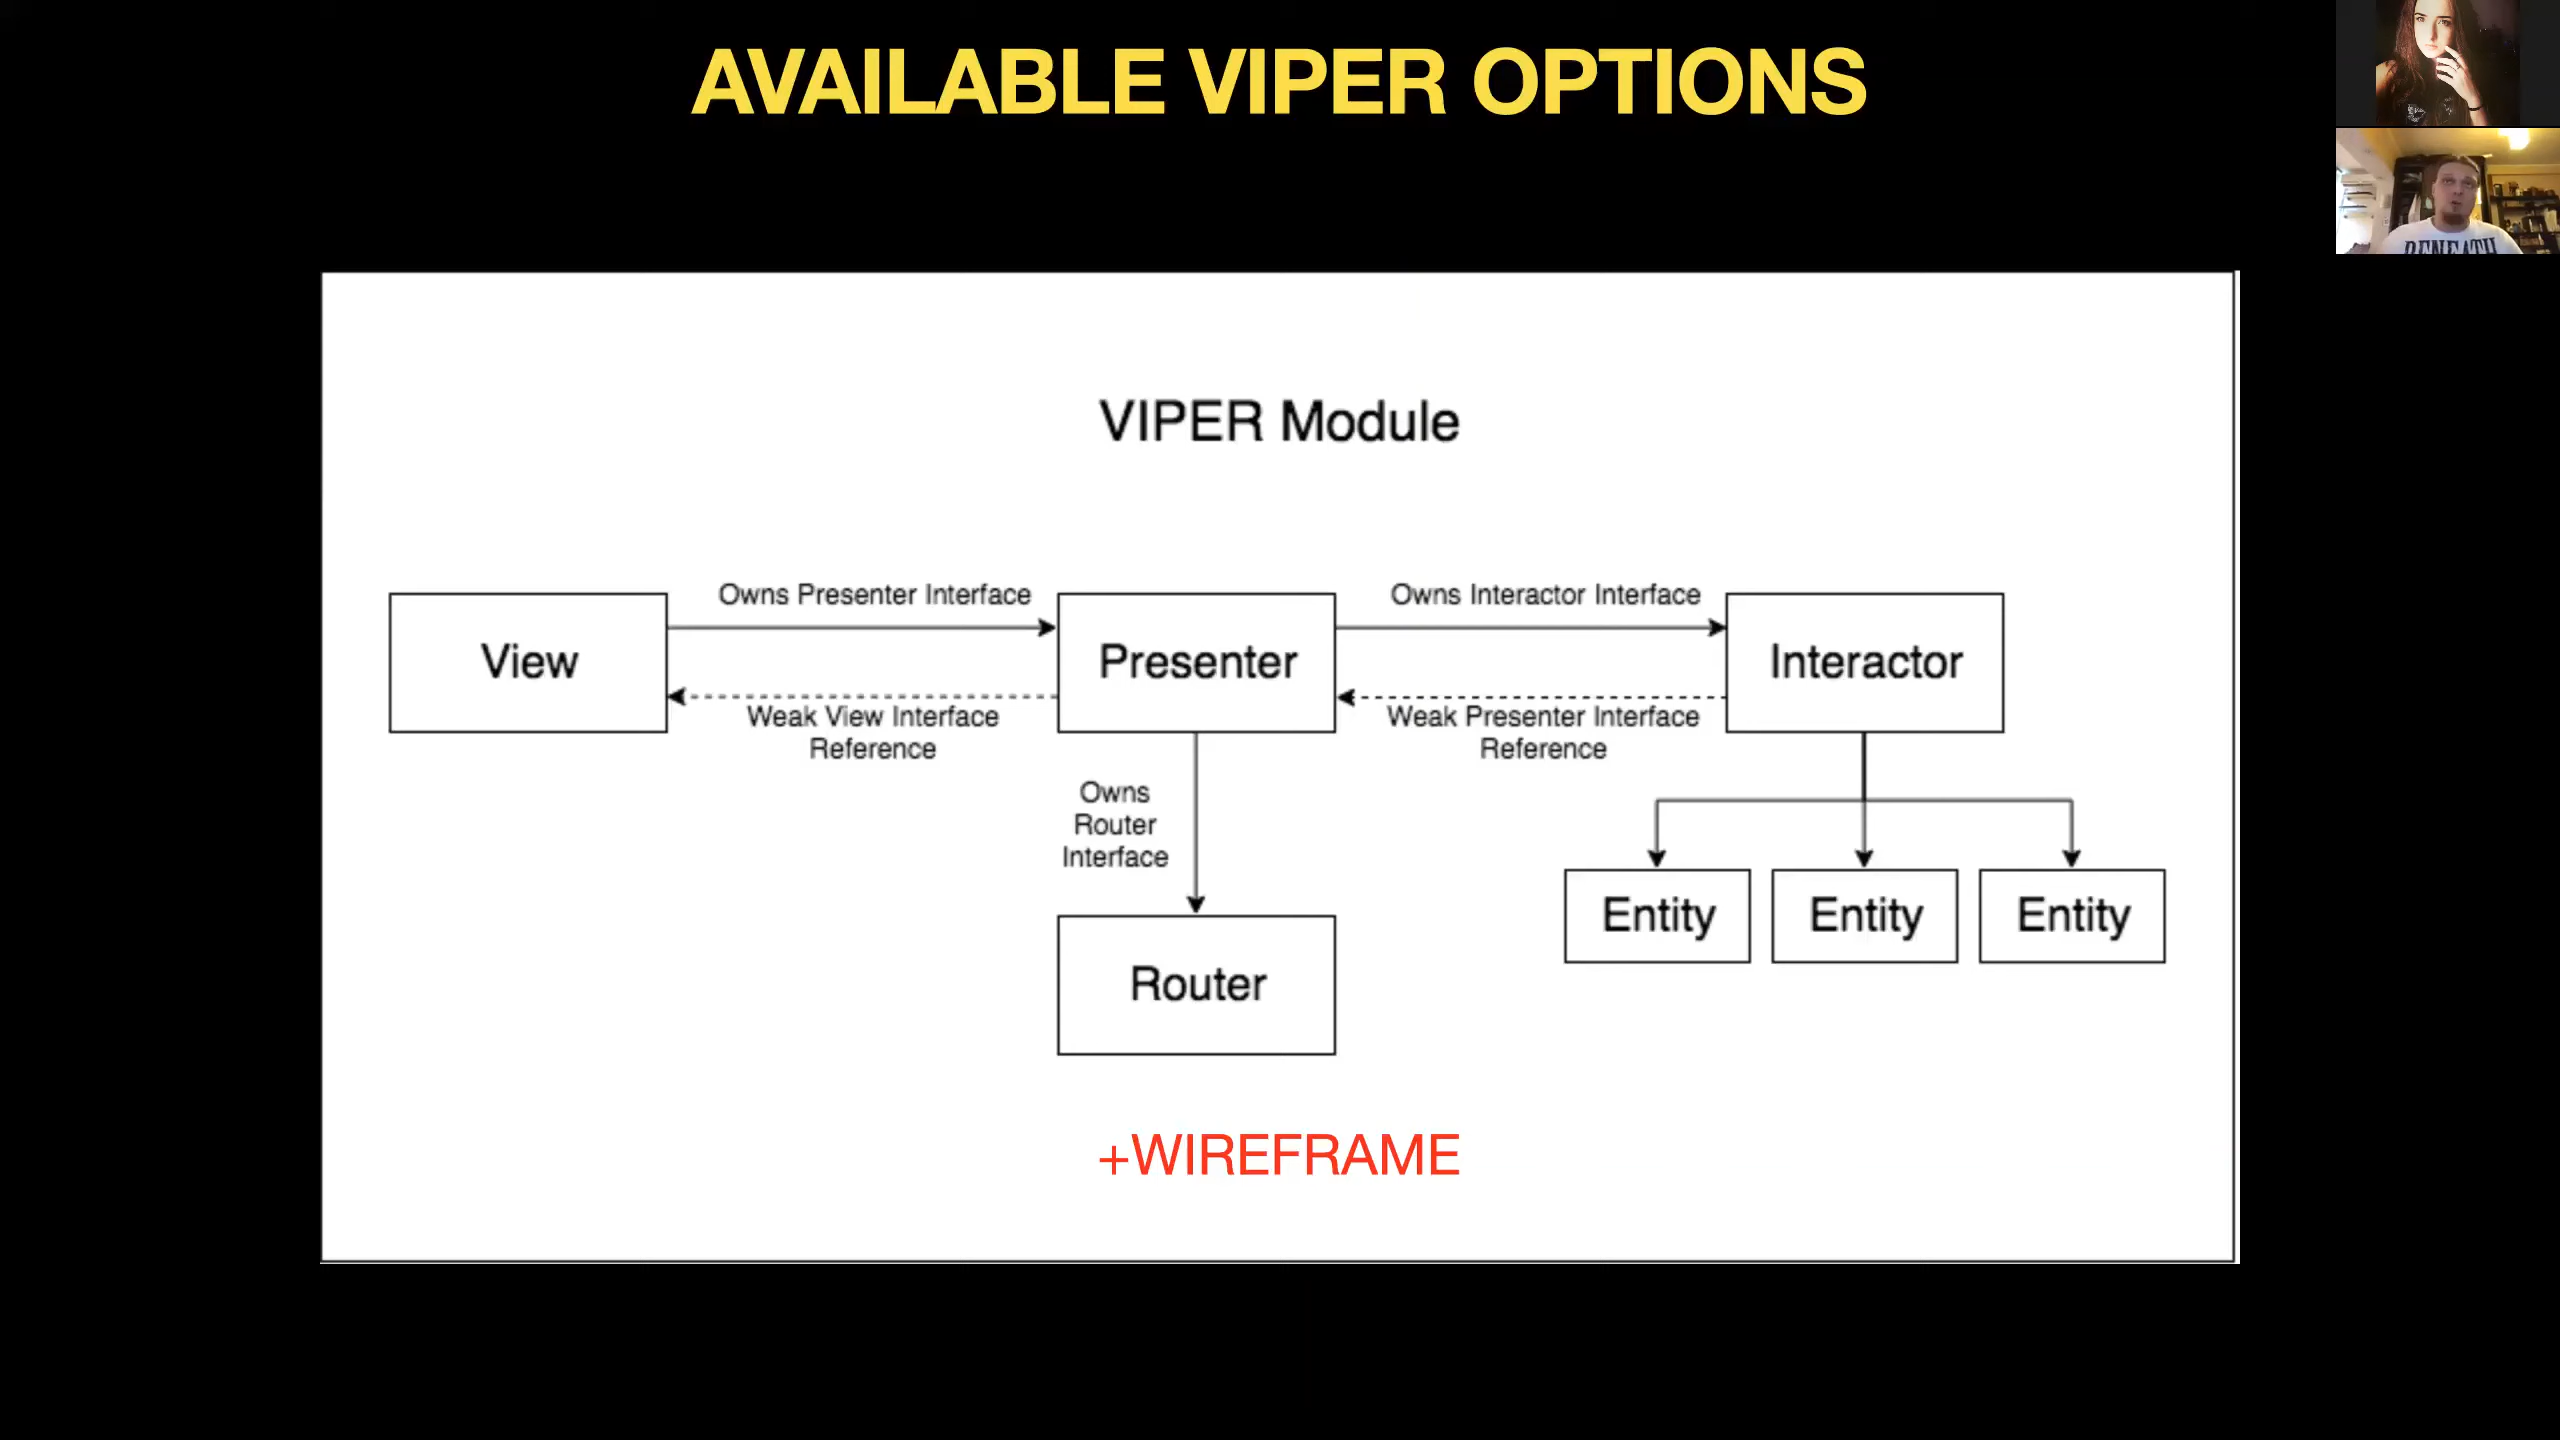 AVAILABLE VIPER OPTIONS
BENEATH
VIPER Module
Owns Presenter Interface
Owns Interactor Interface
View
Presenter
Interactor
Weak View Interface
Reference
Weak Presenter Interface
Reference
Owns
Router
Interface
Entity
Entity
Entity
Router
+WIREFRAME